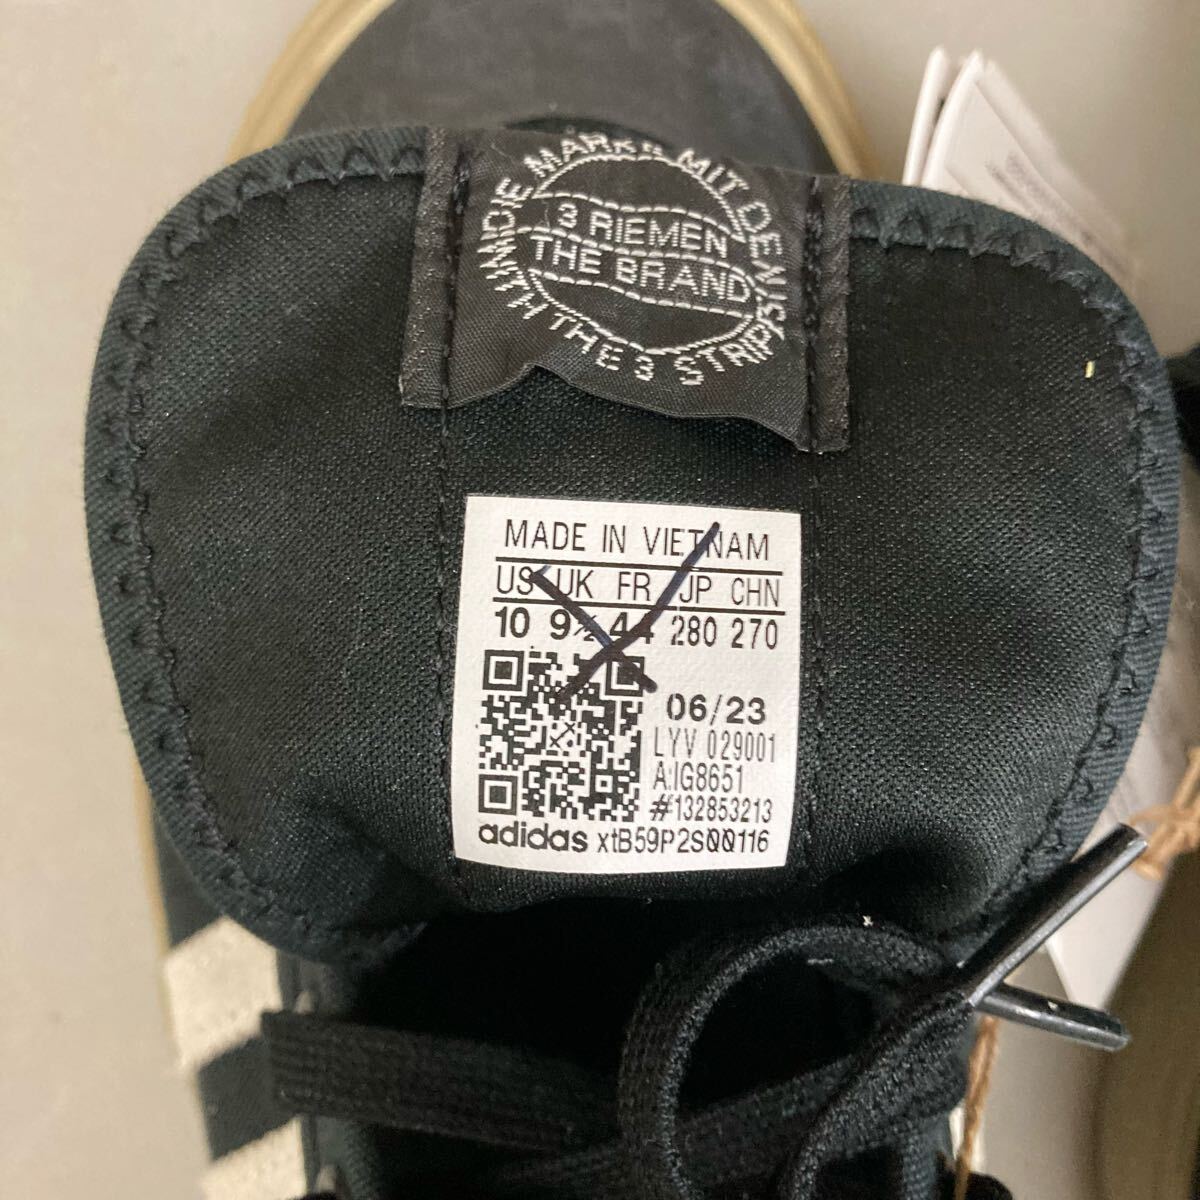 DIE MARKE MIT DEN
3 RIEMEN
THE BRAND
WITH THE 3 STRIPES
MADE IN VIETNAM
US UK FR JP CHN
10 9½ 44 280 270
06/23
LYV 029001
A:IG8651
#132853213
adidas xtB59P2S00116